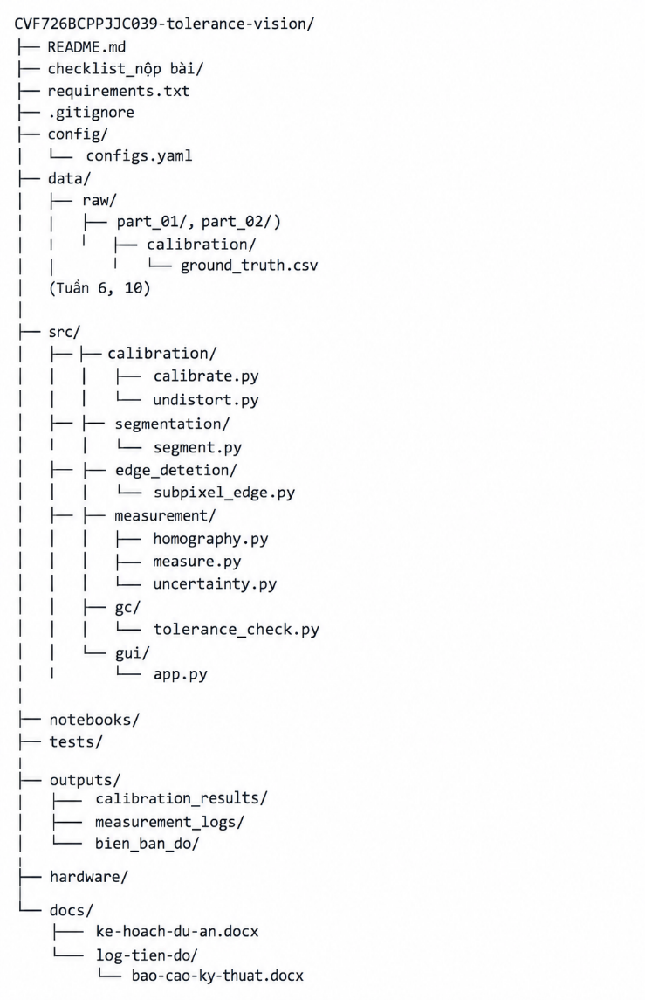 CVF726BCPPJJC039-tolerance-vision/
├── README.md
├── checklist_nộp bài/
├── requirements.txt
├── .gitignore
├── config/
│   └── configs.yaml
├── data/
│   ├── raw/
│   │   ├── part_01/, part_02/)
│   ╵   ╵   ├── calibration/
│   │       ╵   └── ground_truth.csv
│   (Tuần 6, 10)
│
├── src/
│   ├─ ├── calibration/
│   │   │   ├── calibrate.py
│   │   │   └── undistort.py
│   ├─ ├── segmentation/
│   ╵   │   └── segment.py
│   ├─ ├── edge_detetion/
│   │   │   └── subpixel_edge.py
│   ├─ ├── measurement/
│   │   │   ├── homography.py
│   │   │   ├── measure.py
│   │   │   └── uncertainty.py
│   │   ├── gc/
│   │   │   └── tolerance_check.py
│   │   └── gui/
│   ╵       └── app.py
│
├── notebooks/
├── tests/
│
├── outputs/
│   ├── calibration_results/
│   ├── measurement_logs/
│   └── bien_ban_do/
│
├── hardware/
│
└── docs/
    ├── ke-hoach-du-an.docx
    └── log-tien-do/
        └── bao-cao-ky-thuat.docx